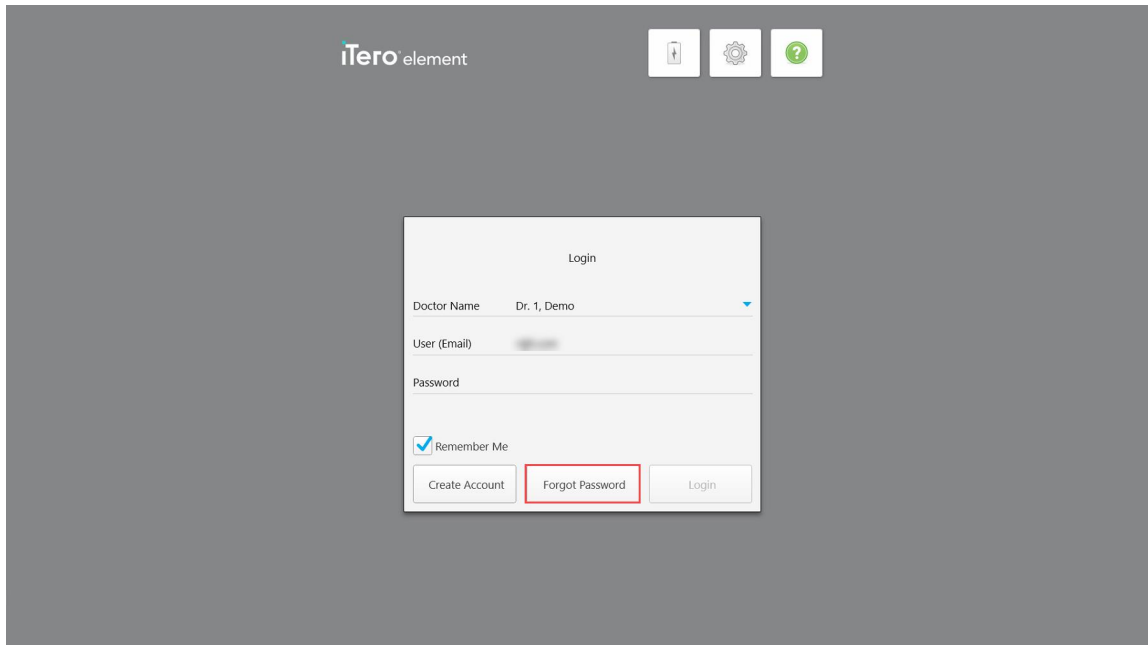 iTero element
?
Login
Doctor Name Dr. 1, Demo
User (Email)
Password
Remember Me
Create Account Forgot Password Login